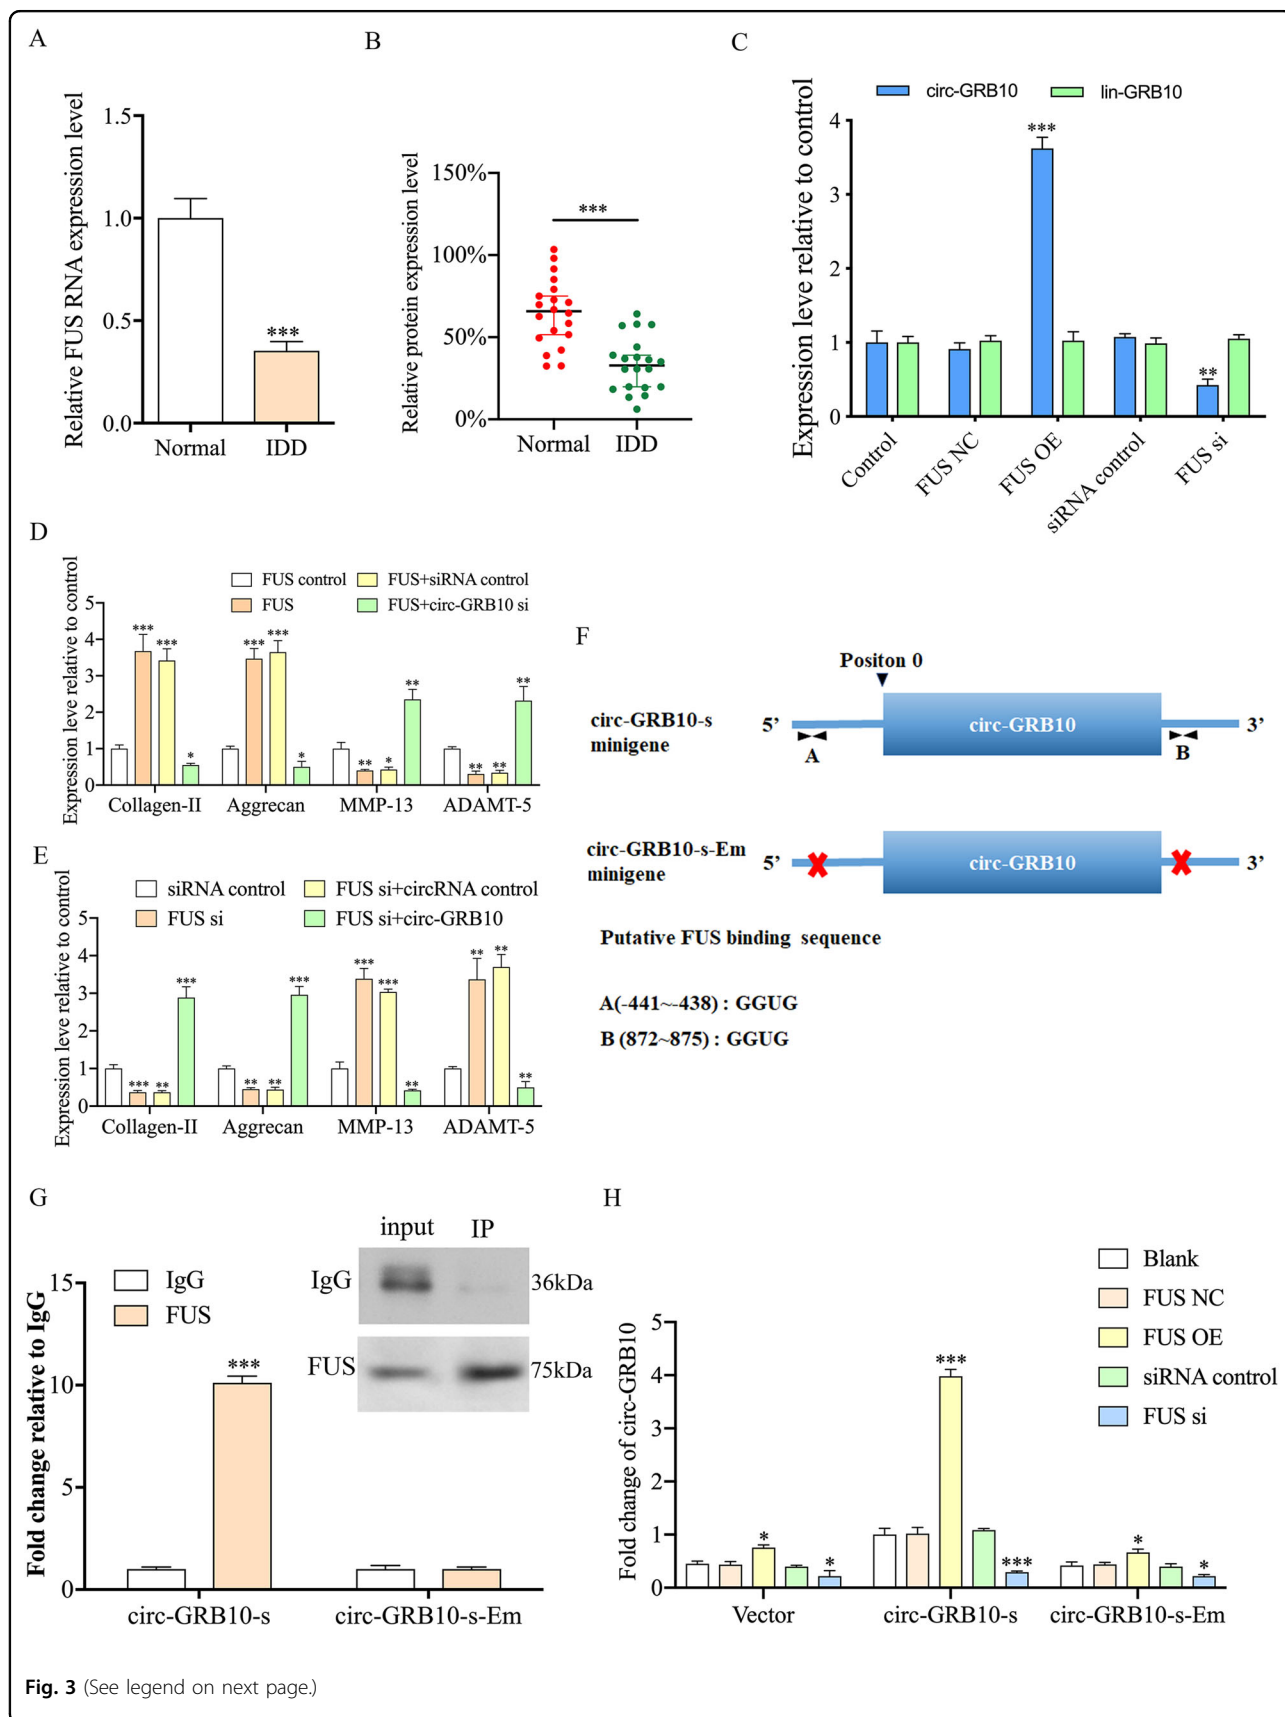 A
Relative FUS RNA expression level
1.5
1.0
0.5
0.0
***
Normal IDD
B
Relative protein expression level
150%
100%
50%
0%
***
Normal IDD
C
circ-GRB10 lin-GRB10
Expression leve relative to control
4
3
2
1
0
***
**
Control
FUS NC
FUS OE
siRNA control
FUS si
D
FUS control FUS+siRNA control
FUS FUS+circ-GRB10 si
Expression leve relative to control
5
4
3
2
1
0
*** *** *
*** *** *
** * **
** ** **
Collagen-II Aggrecan MMP-13 ADAMT-5
E
siRNA control FUS si+circRNA control
FUS si FUS si+circ-GRB10
Expression leve relative to control
5
4
3
2
1
0
*** ** ***
** ** ***
*** *** **
** ** **
Collagen-II Aggrecan MMP-13 ADAMT-5
F
Positon 0
circ-GRB10-s
minigene
5’ circ-GRB10 3’
A B
circ-GRB10-s-Em
minigene
5’ circ-GRB10 3’
Putative FUS binding sequence
A(-441~-438) : GGUG
B (872~875) : GGUG
G
Fold change relative to IgG
IgG
FUS
15
10
5
0
***
circ-GRB10-s circ-GRB10-s-Em
input IP
IgG 36kDa
FUS 75kDa
H
Blank
FUS NC
FUS OE
siRNA control
FUS si
Fold change of circ-GRB10
5
4
3
2
1
0
* *
*** ***
* *
Vector circ-GRB10-s circ-GRB10-s-Em
Fig. 3 (See legend on next page.)